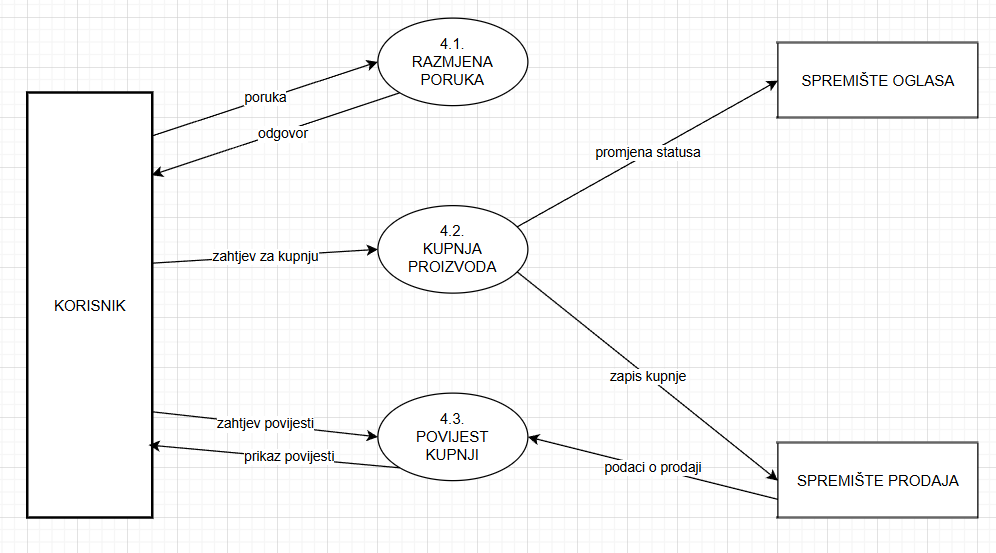 4.1.
RAZMJENA
PORUKA
SPREMIŠTE OGLASA
poruka
odgovor
promjena statusa
4.2.
KUPNJA
PROIZVODA
zahtjev za kupnju
KORISNIK
zapis kupnje
4.3.
POVIJEST
KUPNJI
zahtjev povijesti
prikaz povijesti
podaci o prodaji
SPREMIŠTE PRODAJA